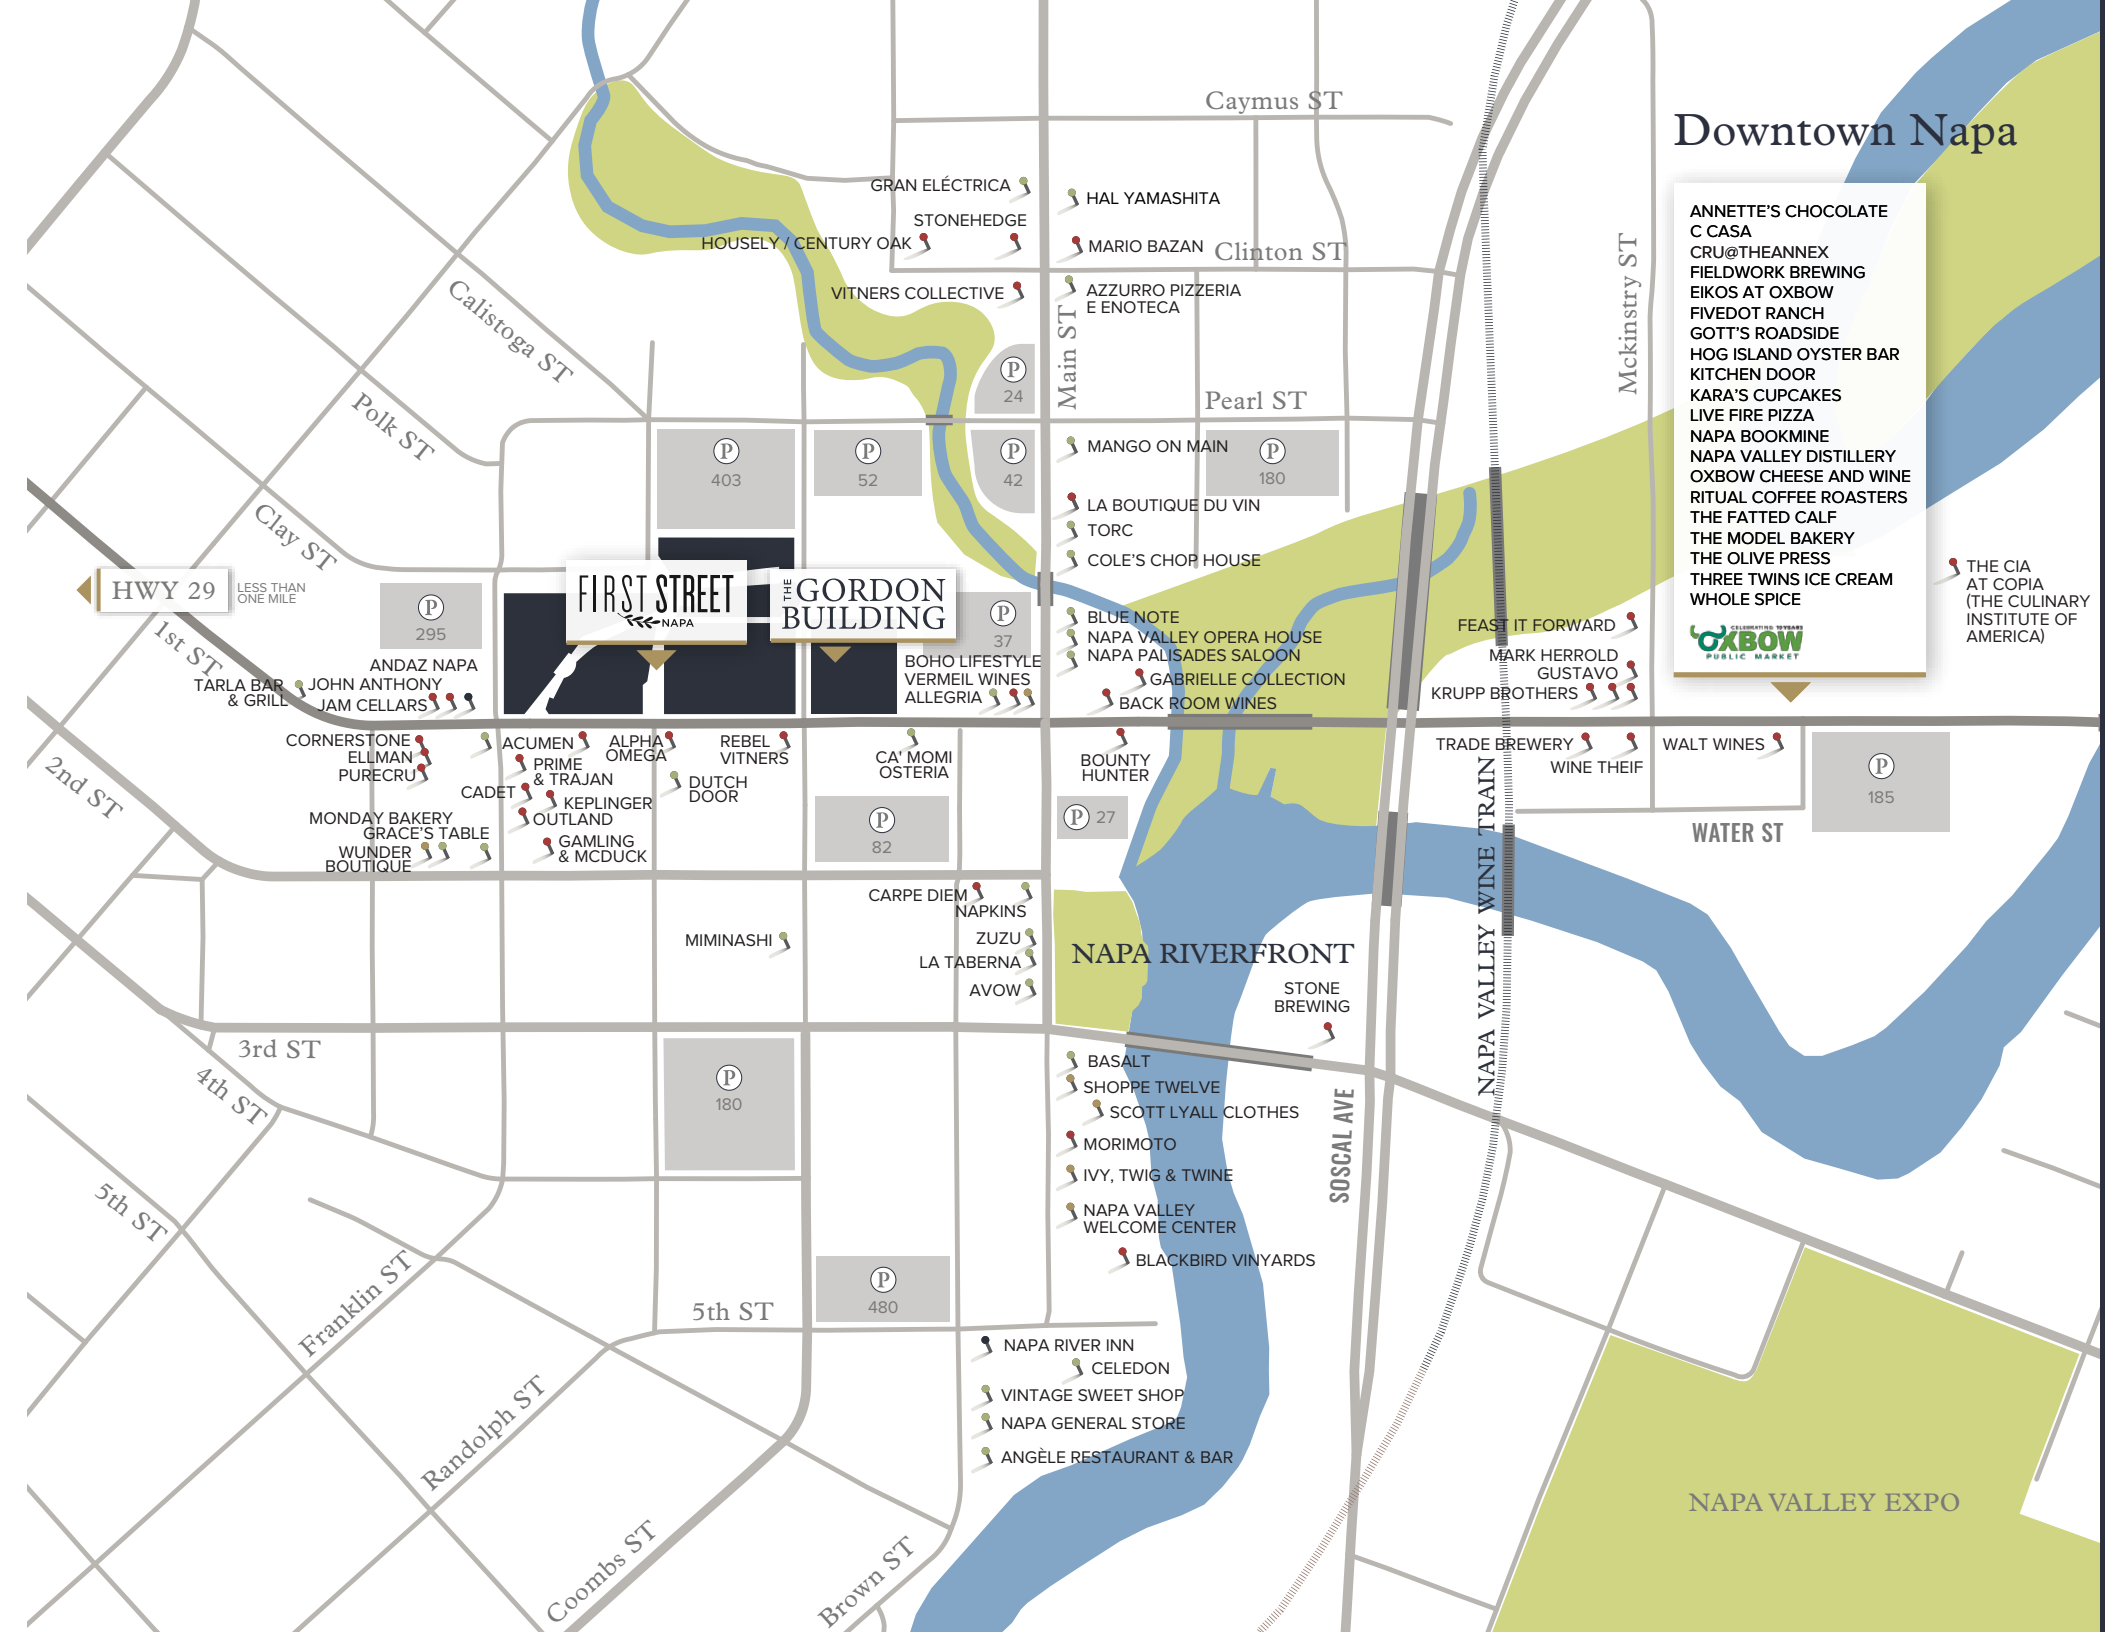 Caymus ST
Downtown Napa
GRAN ELÉCTRICA
HAL YAMASHITA
STONEHEDGE
HOUSELY / CENTURY OAK
MARIO BAZAN
Clinton ST
VITNERS COLLECTIVE
AZZURRO PIZZERIA
E ENOTECA
Main ST
Mckinstry ST
Calistoga ST
Polk ST
Clay ST
P
24
Pearl ST
P
403
P
52
P
42
MANGO ON MAIN
P
180
LA BOUTIQUE DU VIN
TORC
COLE'S CHOP HOUSE
ANNETTE'S CHOCOLATE
C CASA
CRU@THEANNEX
FIELDWORK BREWING
EIKOS AT OXBOW
FIVEDOT RANCH
GOTT'S ROADSIDE
HOG ISLAND OYSTER BAR
KITCHEN DOOR
KARA'S CUPCAKES
LIVE FIRE PIZZA
NAPA BOOKMINE
NAPA VALLEY DISTILLERY
OXBOW CHEESE AND WINE
RITUAL COFFEE ROASTERS
THE FATTED CALF
THE MODEL BAKERY
THE OLIVE PRESS
THREE TWINS ICE CREAM
WHOLE SPICE
CELEBRATING 10 YEARS
OXBOW
PUBLIC MARKET
THE CIA
AT COPIA
(THE CULINARY
INSTITUTE OF
AMERICA)
HWY 29
LESS THAN
ONE MILE
1st ST
P
295
FIRST STREET
NAPA
THE GORDON
BUILDING
P
37
BLUE NOTE
NAPA VALLEY OPERA HOUSE
NAPA PALISADES SALOON
GABRIELLE COLLECTION
BACK ROOM WINES
FEAST IT FORWARD
MARK HERROLD
GUSTAVO
KRUPP BROTHERS
ANDAZ NAPA
TARLA BAR
& GRILL
JOHN ANTHONY
JAM CELLARS
BOHO LIFESTYLE
VERMEIL WINES
ALLEGRIA
CORNERSTONE
ELLMAN
PURECRU
ACUMEN
PRIME
& TRAJAN
ALPHA
OMEGA
REBEL
VITNERS
CADET
KEPLINGER
OUTLAND
DUTCH
DOOR
CA' MOMI
OSTERIA
BOUNTY
HUNTER
TRADE BREWERY
WINE THEIF
WALT WINES
P
185
WATER ST
2nd ST
MONDAY BAKERY
GRACE'S TABLE
WUNDER
BOUTIQUE
GAMLING
& MCDUCK
P
82
P 27
CARPE DIEM
NAPKINS
MIMINASHI
ZUZU
LA TABERNA
AVOW
NAPA RIVERFRONT
STONE
BREWING
NAPA VALLEY WINE TRAIN
3rd ST
4th ST
P
180
BASALT
SHOPPE TWELVE
SCOTT LYALL CLOTHES
MORIMOTO
IVY, TWIG & TWINE
NAPA VALLEY
WELCOME CENTER
BLACKBIRD VINYARDS
SOSCAL AVE
5th ST
Franklin ST
P
480
5th ST
NAPA RIVER INN
CELEDON
VINTAGE SWEET SHOP
NAPA GENERAL STORE
ANGÈLE RESTAURANT & BAR
Randolph ST
Coombs ST
Brown ST
NAPA VALLEY EXPO